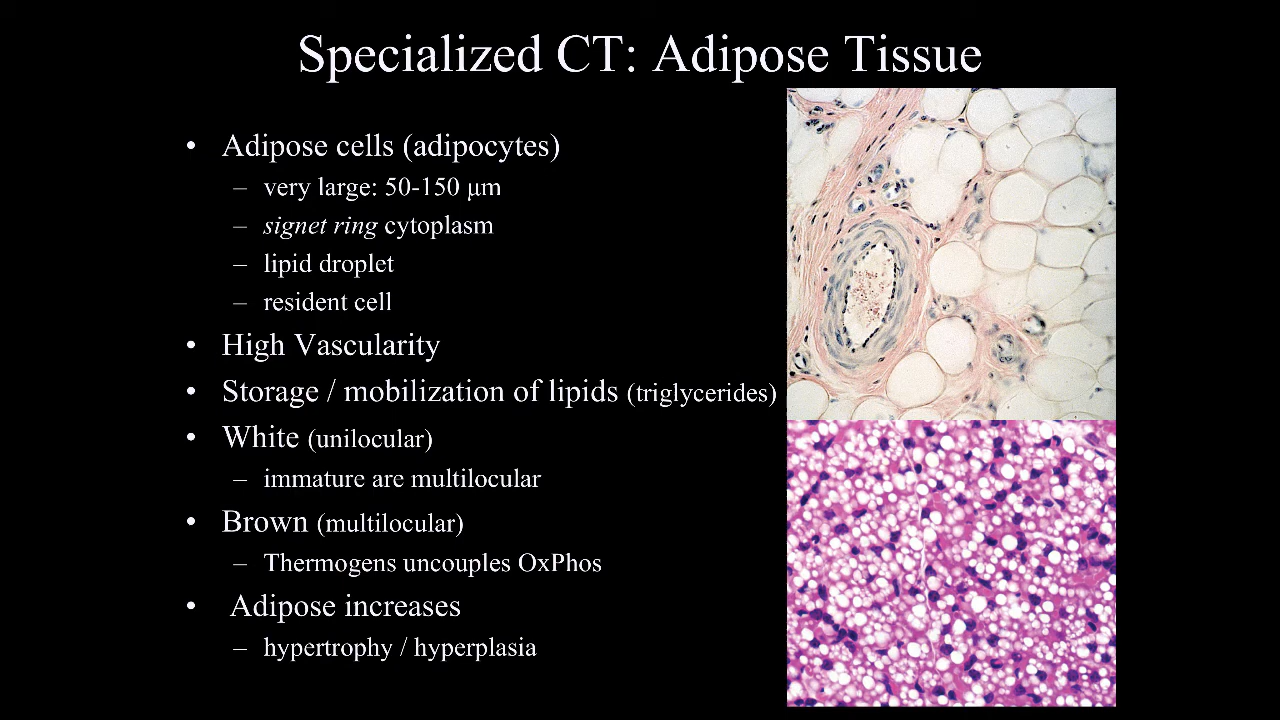 Specialized CT: Adipose Tissue
• Adipose cells (adipocytes)
– very large: 50-150 μm
– signet ring cytoplasm
– lipid droplet
– resident cell
• High Vascularity
• Storage / mobilization of lipids (triglycerides)
• White (unilocular)
– immature are multilocular
• Brown (multilocular)
– Thermogens uncouples OxPhos
• Adipose increases
– hypertrophy / hyperplasia